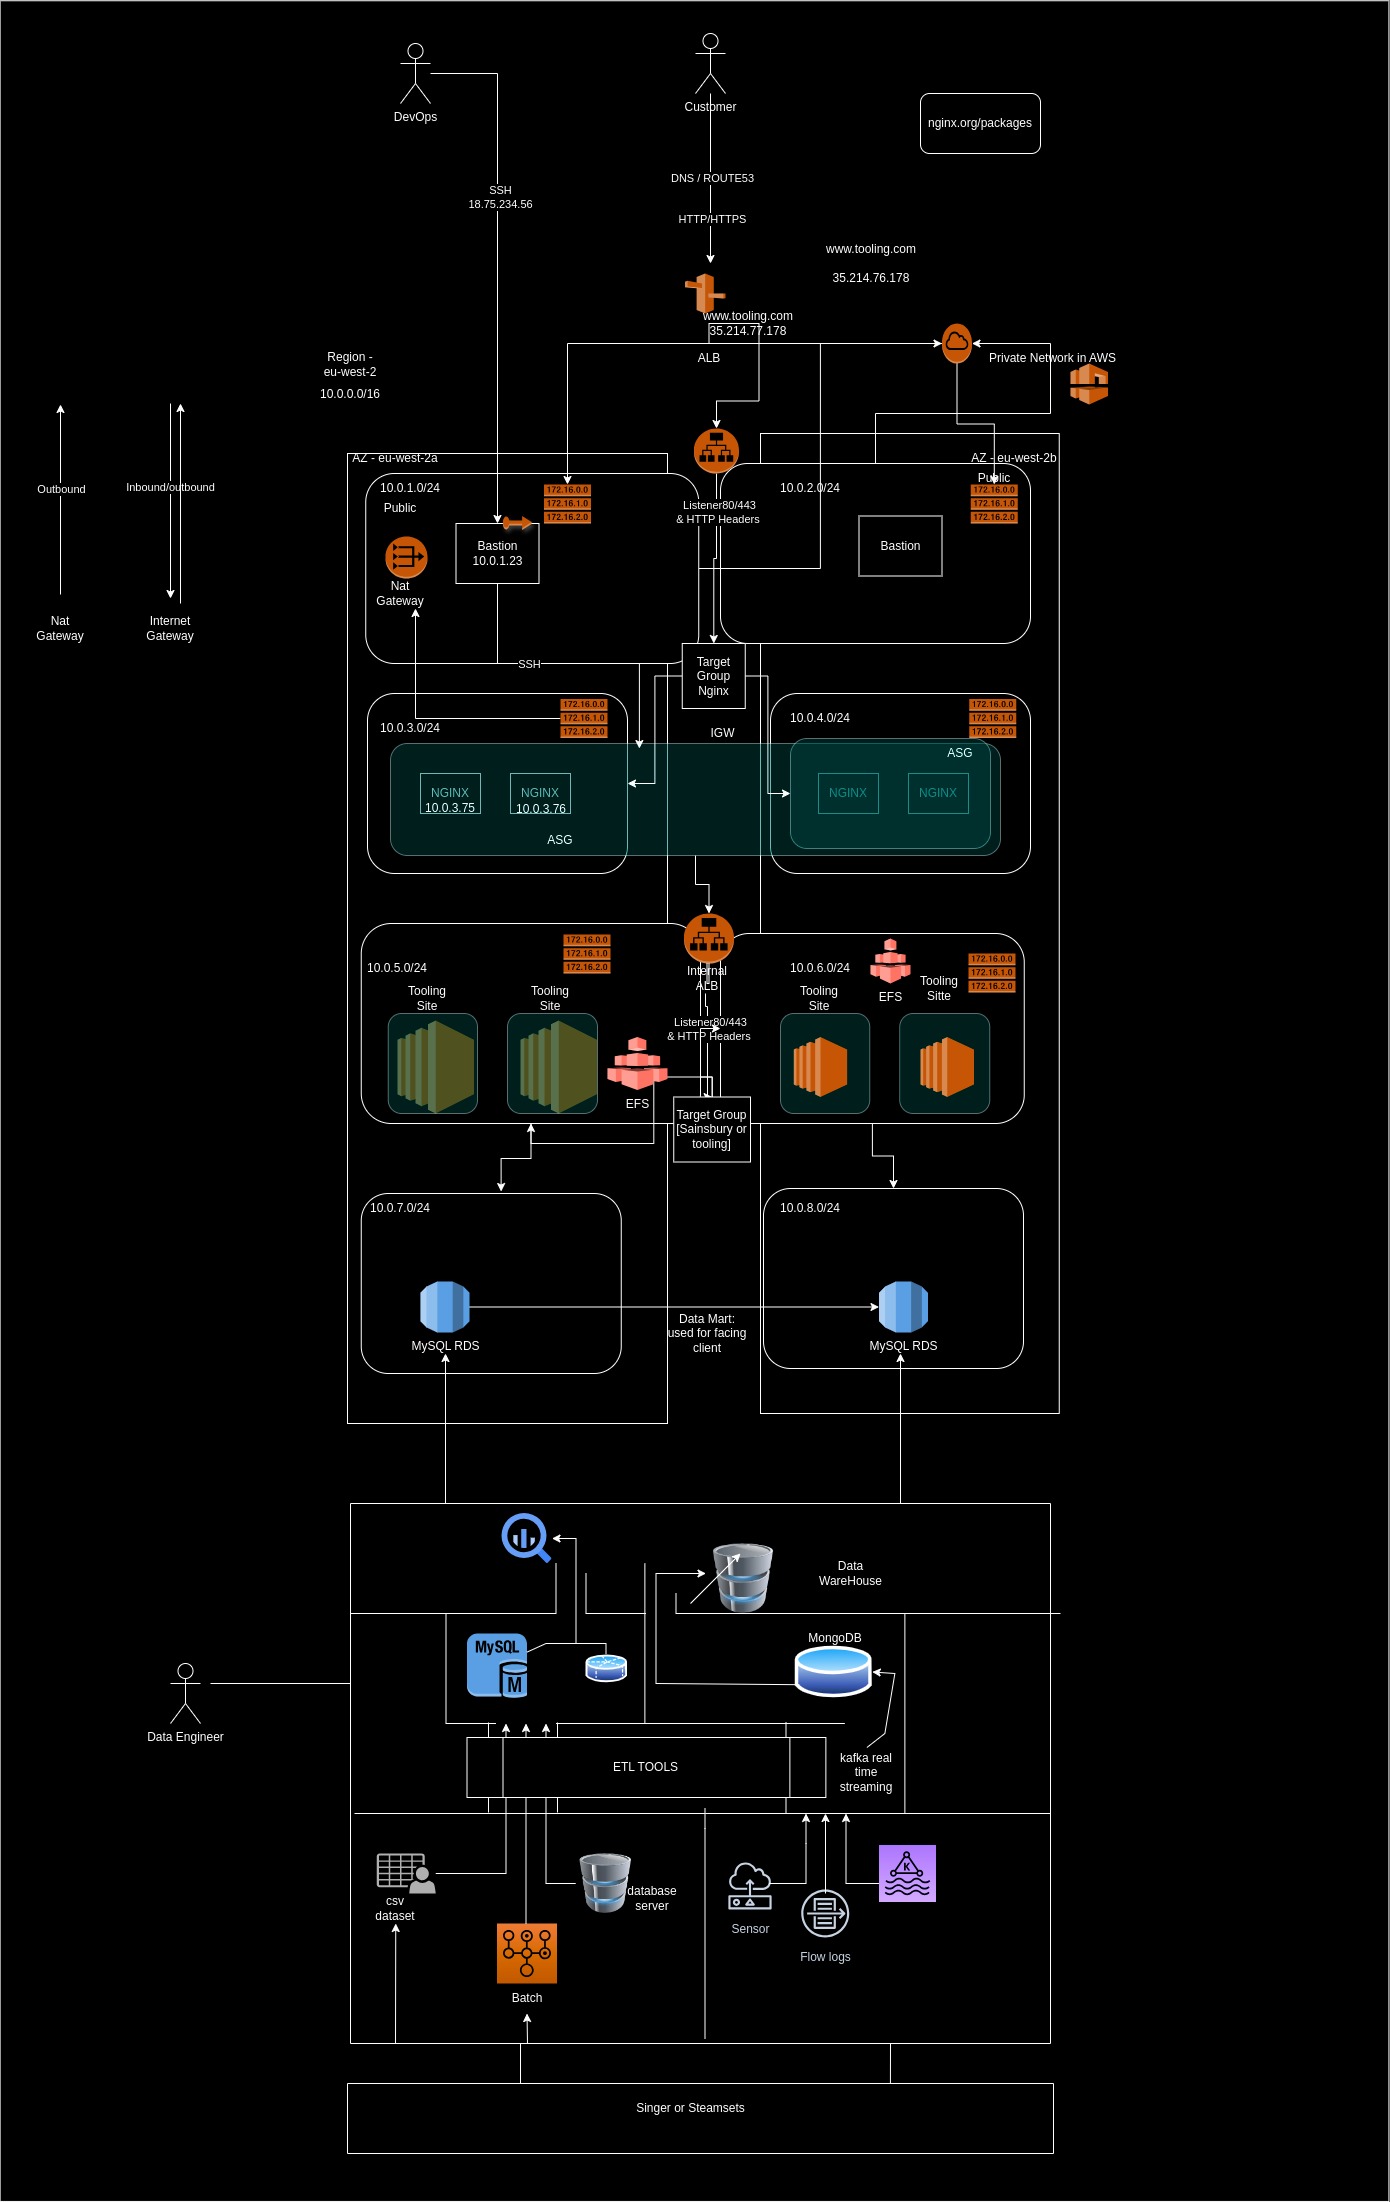 DevOps
Customer
nginx.org/packages
DNS / ROUTE53
SSH
18.75.234.56
HTTP/HTTPS
www.tooling.com
35.214.76.178
www.tooling.com
35.214.77.178
ALB
Private Network in AWS
Region -
eu-west-2
10.0.0.0/16
AZ - eu-west-2a
AZ - eu-west-2b
10.0.1.0/24
Public
172.16.0.0
172.16.1.0
172.16.2.0
10.0.2.0/24
Public
172.16.0.0
172.16.1.0
172.16.2.0
Outbound
Inbound/outbound
Listener80/443
& HTTP Headers
Bastion
10.0.1.23
Bastion
Nat
Gateway
Nat
Gateway
Internet
Gateway
SSH
Target
Group
Nginx
10.0.3.0/24
172.16.0.0
172.16.1.0
172.16.2.0
IGW
10.0.4.0/24
172.16.0.0
172.16.1.0
172.16.2.0
ASG
NGINX
10.0.3.75
NGINX
10.0.3.76
NGINX
NGINX
ASG
10.0.5.0/24
172.16.0.0
172.16.1.0
172.16.2.0
Internal
ALB
10.0.6.0/24
EFS
172.16.0.0
172.16.1.0
172.16.2.0
Tooling
Site
Tooling
Site
Tooling
Site
Tooling
Sitte
Listener80/443
& HTTP Headers
EFS
Target Group
[Sainsbury or
tooling]
10.0.7.0/24
10.0.8.0/24
MySQL RDS
Data Mart:
used for facing
client
MySQL RDS
Data
WareHouse
MySQL
M
MongoDB
Data Engineer
ETL TOOLS
kafka real
time
streaming
csv
dataset
database
server
K
Sensor
Flow logs
Batch
Singer or Steamsets